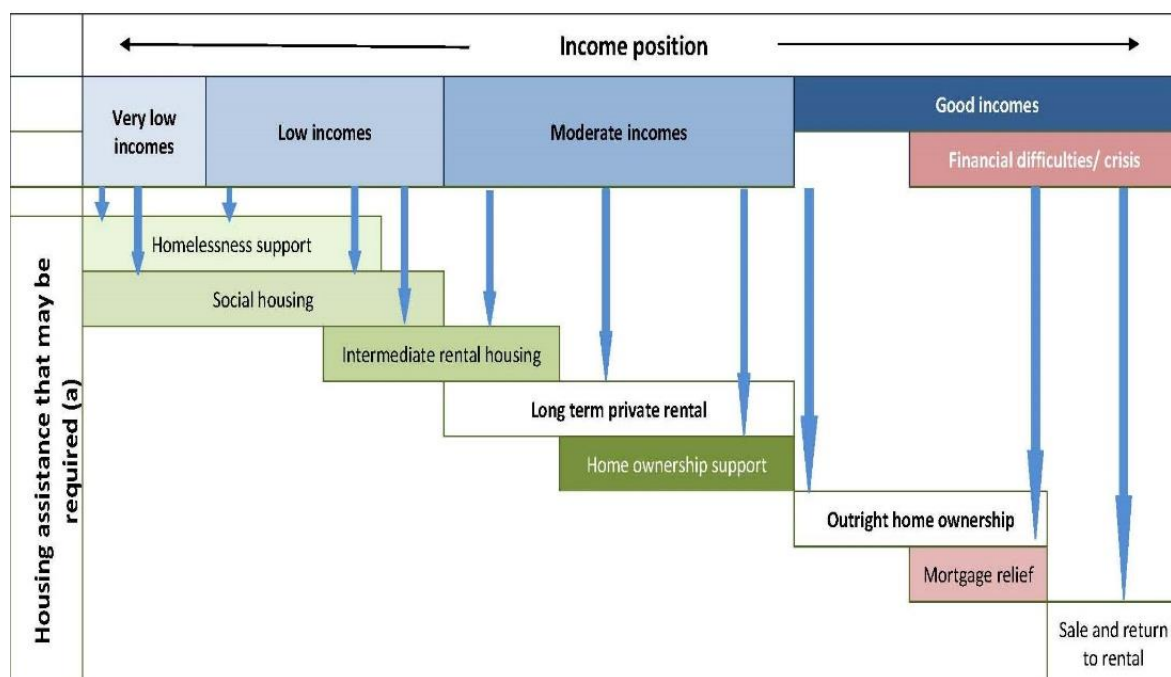 Income position
Very low
incomes
Low incomes
Moderate incomes
Good incomes
Financial difficulties/ crisis
Housing assistance that may be
required (a)
Homelessness support
Social housing
Intermediate rental housing
Long term private rental
Home ownership support
Outright home ownership
Mortgage relief
Sale and return
to rental